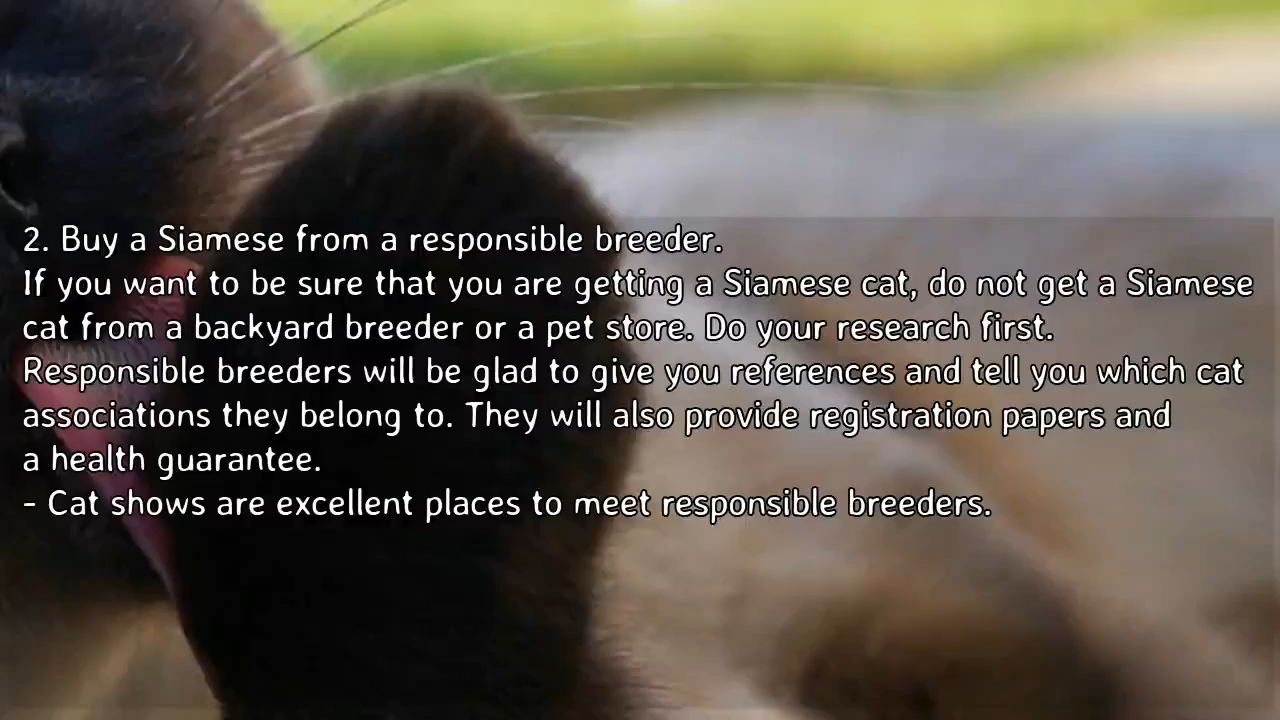 2. Buy a Siamese from a responsible breeder.
If you want to be sure that you are getting a Siamese cat, do not get a Siamese
cat from a backyard breeder or a pet store. Do your research first.
Responsible breeders will be glad to give you references and tell you which cat
associations they belong to. They will also provide registration papers and
a health guarantee.
- Cat shows are excellent places to meet responsible breeders.